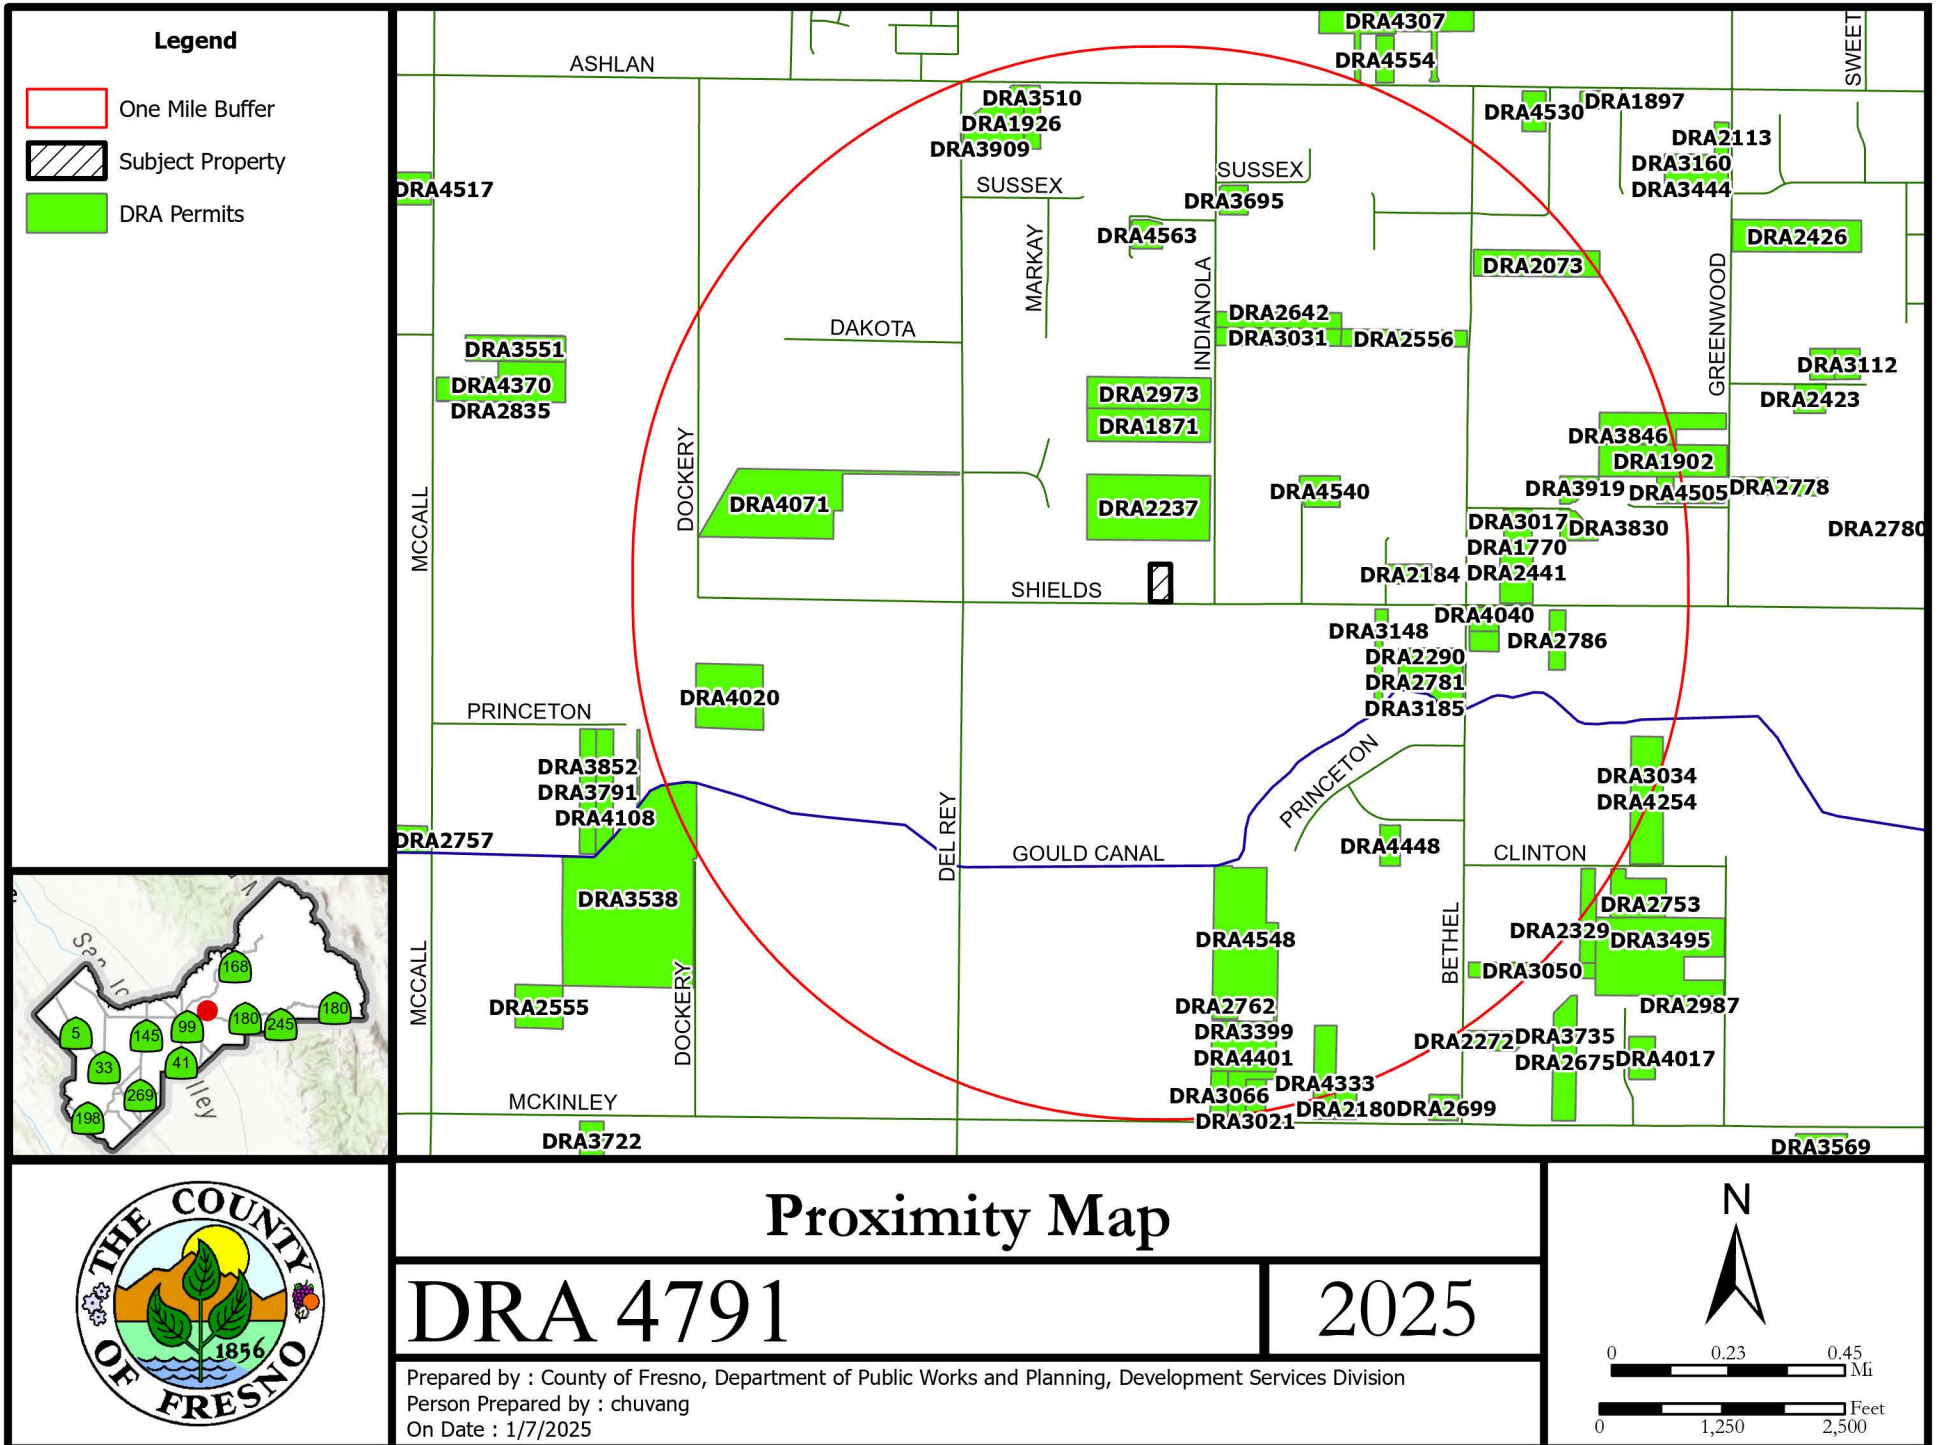 Legend
One Mile Buffer
Subject Property
DRA Permits
ASHLAN
DRA4307
DRA4554
SWEET
DRA3510
DRA1926
DRA3909
DRA4530
DRA1897
DRA2113
DRA3160
DRA3444
DRA4517
SUSSEX
SUSSEX
DRA3695
DRA4563
MARKAY
INDIANOLA
DRA2426
DRA2073
GREENWOOD
DAKOTA
DRA2642
DRA3031
DRA2556
DRA3551
DRA4370
DRA2835
DRA3112
DRA2423
DRA2973
DRA1871
DOCKERY
MCCALL
DRA3846
DRA1902
DRA4071
DRA2237
DRA4540
DRA3919
DRA4505
DRA2778
DRA3017
DRA3830
DRA2780
DRA1770
DRA2184
DRA2441
SHIELDS
DRA4040
DRA3148
DRA2786
DRA2290
DRA2781
DRA3185
DRA4020
PRINCETON
PRINCETON
DRA3852
DRA3791
DRA4108
DRA3034
DRA4254
DRA2757
DEL REY
GOULD CANAL
DRA4448
CLINTON
DRA3538
DRA2753
DRA2329
DRA3495
DRA4548
BETHEL
DRA3050
MCCALL
DOCKERY
DRA2555
DRA2762
DRA2987
DRA3399
DRA4401
DRA2272
DRA3735
DRA2675
DRA4017
DRA4333
DRA3066
MCKINLEY
DRA2180
DRA2699
DRA3021
DRA3722
DRA3569
168
180
180
245
5
145
99
33
41
269
198
San Jo
lley
THE COUNTY
OF FRESNO
1856
Proximity Map
DRA 4791
2025
Prepared by : County of Fresno, Department of Public Works and Planning, Development Services Division
Person Prepared by : chuvang
On Date : 1/7/2025
N
0 0.23 0.45
Mi
Feet
0 1,250 2,500